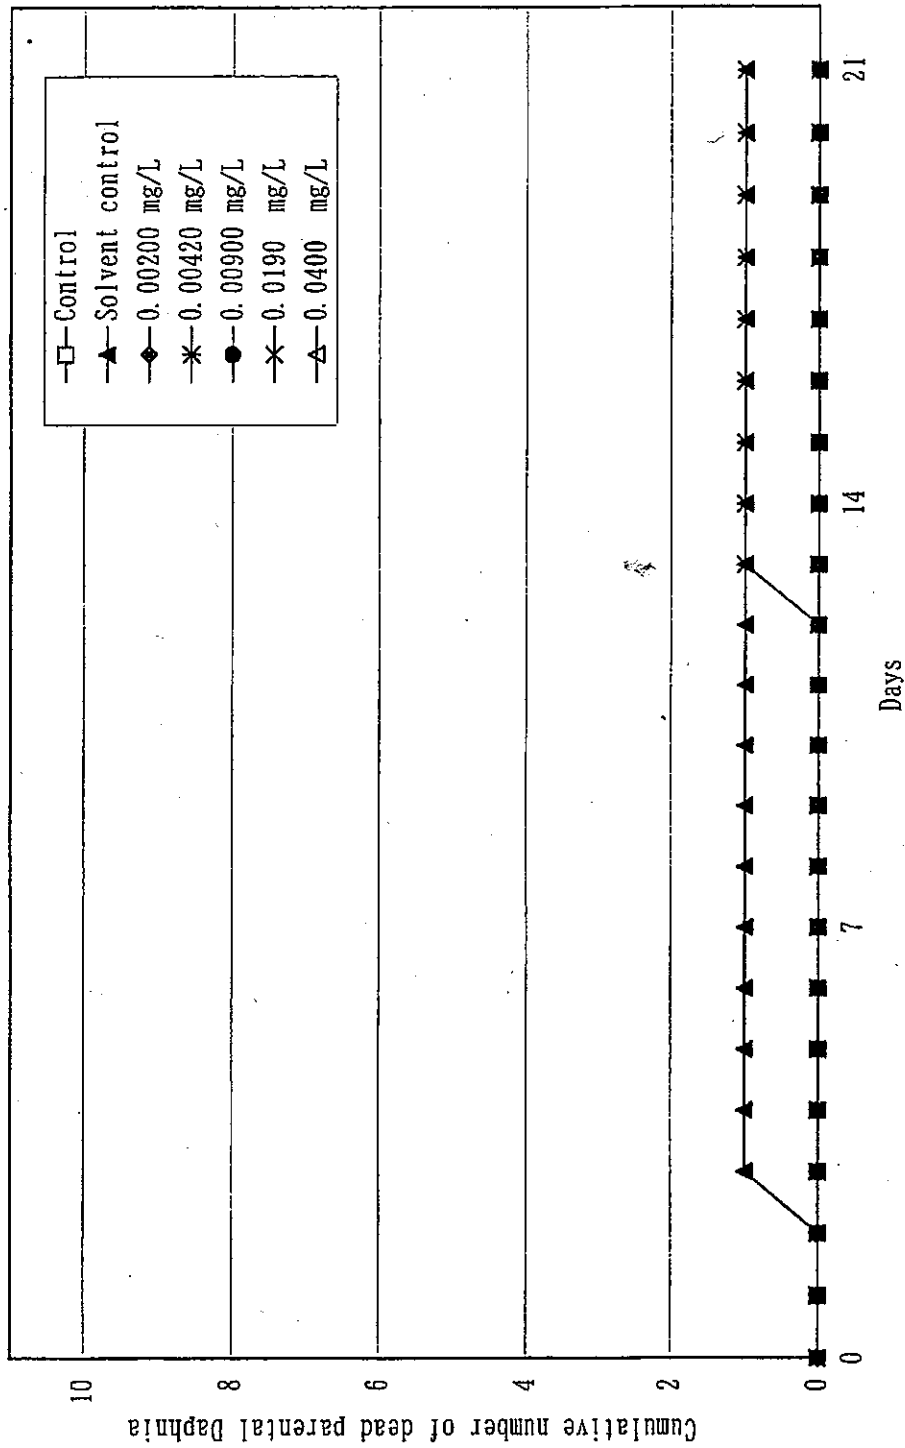 Cumulative number of dead parental Daphnia
10
8
6
4
2
0
Control
Solvent control
0.00200 mg/L
0.00420 mg/L
0.00900 mg/L
0.0190 mg/L
0.0400 mg/L
0 7 14 21
Days